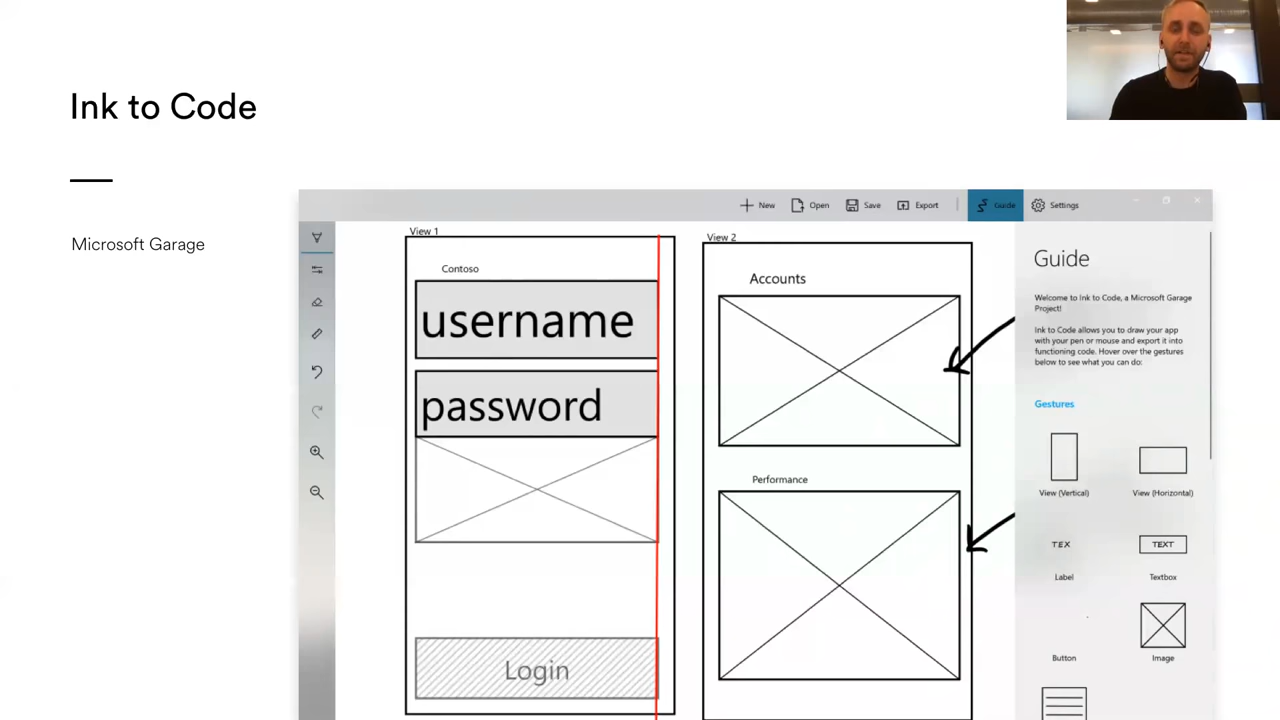 Ink to Code
Microsoft Garage
New
Open
Save
Export
Guide
Settings
View 1
Contoso
username
password
Login
View 2
Accounts
Performance
Guide
Welcome to Ink to Code, a Microsoft Garage
Project!
Ink to Code allows you to draw your app
with your pen or mouse and export it into
functioning code. Hover over the gestures
below to see what you can do:
Gestures
View (Vertical)
View (Horizontal)
TEX
TEXT
Label
Textbox
Button
Image